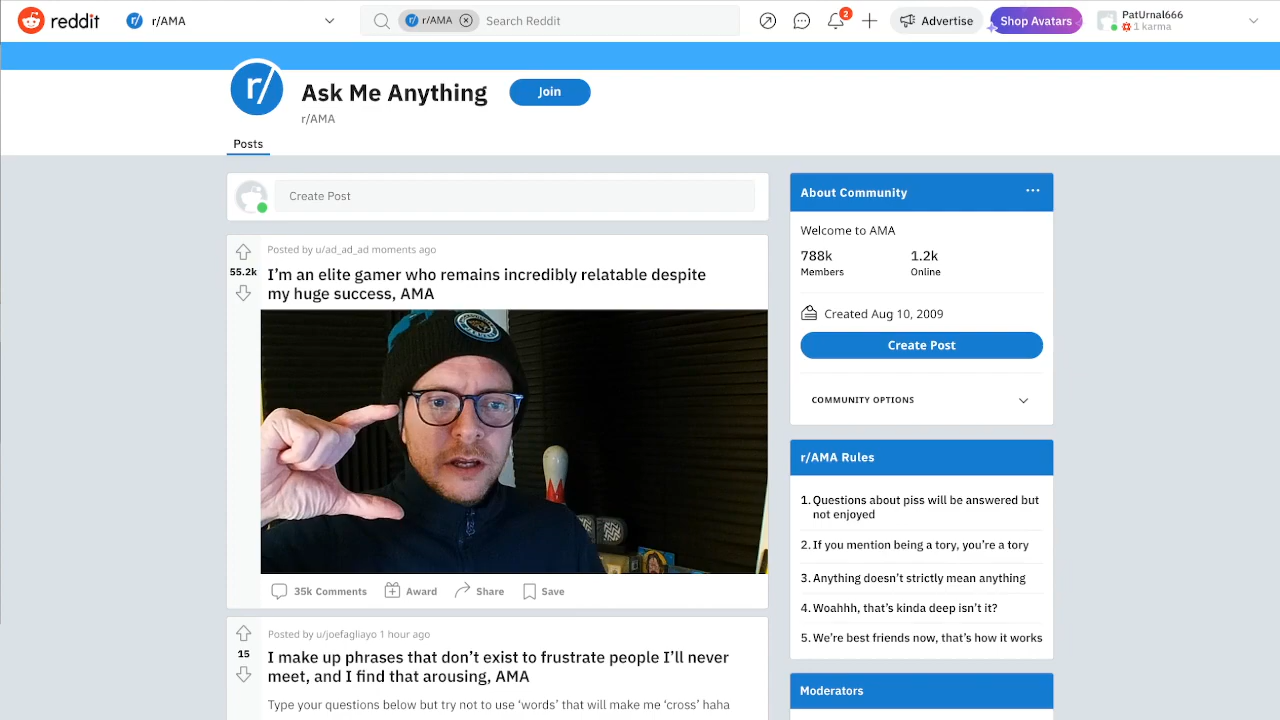 reddit
r/AMA
r/AMA
Search Reddit
2
Advertise
Shop Avatars
PatUrnal666
1 karma
r/
Ask Me Anything
Join
r/AMA
Posts
Create Post
Posted by u/ad_ad_ad moments ago
55.2k
I’m an elite gamer who remains incredibly relatable despite
my huge success, AMA
35k Comments
Award
Share
Save
Posted by u/joefagliayo 1 hour ago
15
I make up phrases that don’t exist to frustrate people I’ll never
meet, and I find that arousing, AMA
Type your questions below but try not to use ‘words’ that will make me ‘cross’ haha
About Community
Welcome to AMA
788k 1.2k
Members Online
Created Aug 10, 2009
Create Post
COMMUNITY OPTIONS
r/AMA Rules
1. Questions about piss will be answered but
not enjoyed
2. If you mention being a tory, you’re a tory
3. Anything doesn’t strictly mean anything
4. Woahhh, that’s kinda deep isn’t it?
5. We’re best friends now, that’s how it works
Moderators